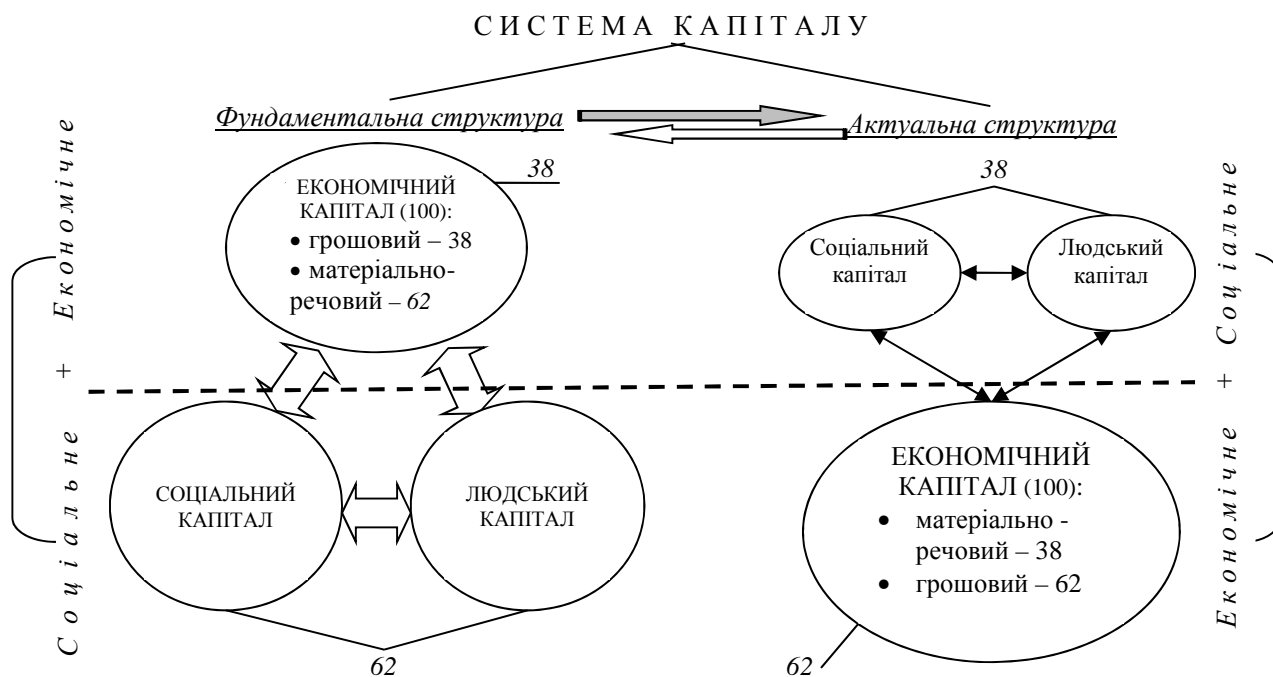 СИСТЕМА КАПІТАЛУ
Фундаментальна структура
Актуальна структура
Економічне
+
Соціальне
38
ЕКОНОМІЧНИЙ
КАПІТАЛ (100):
• грошовий – 38
• матеріально-
речовий – 62
СОЦІАЛЬНИЙ
КАПІТАЛ
ЛЮДСЬКИЙ
КАПІТАЛ
62
38
Соціальний
капітал
Людський
капітал
ЕКОНОМІЧНИЙ
КАПІТАЛ (100):
• матеріально -
речовий – 38
• грошовий – 62
62
Соціальне
+
Економічне